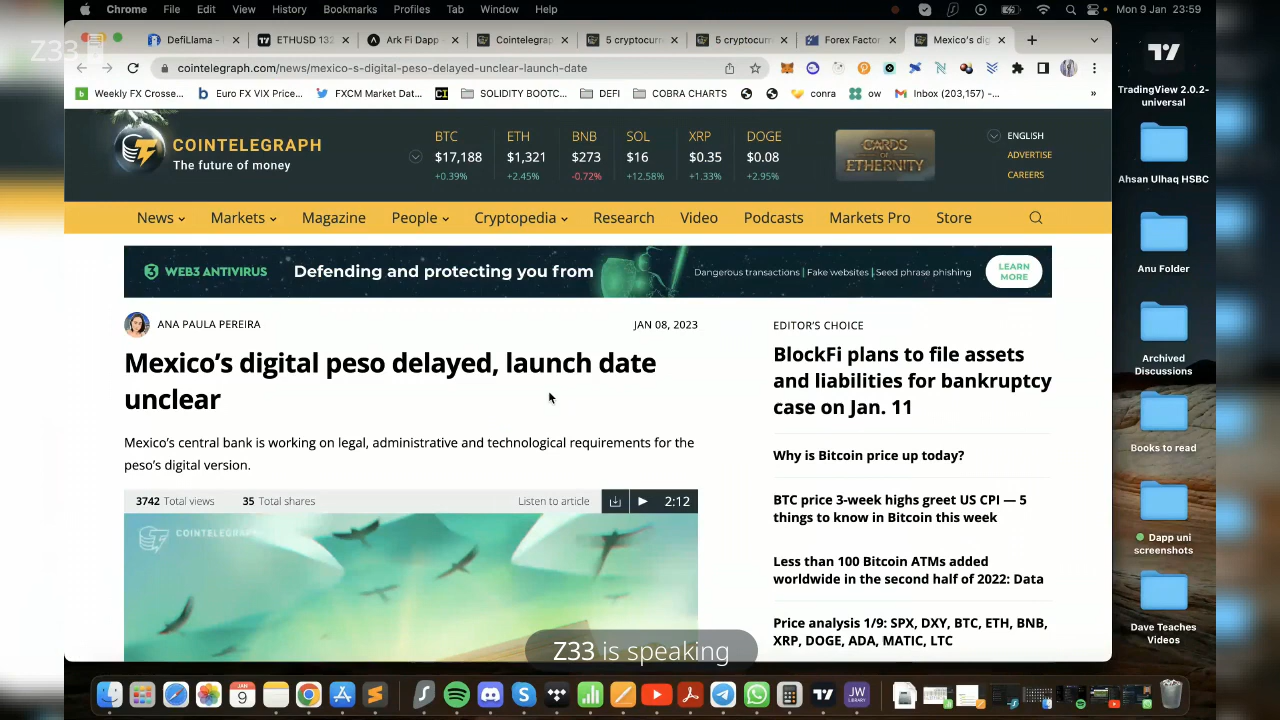 Chrome File Edit View History Bookmarks Profiles Tab Window Help
Mon 9 Jan 23:59
Z33
DefiLlama -
ETHUSD 132
Ark Fi Dapp -
Cointelegrap
5 cryptocurr
5 cryptocurr
Forex Factor
Mexico's dig
cointelegraph.com/news/mexico-s-digital-peso-delayed-unclear-launch-date
Weekly FX Crosse...
Euro FX VIX Price...
FXCM Market Dat...
SOLIDITY BOOTC...
DEFI
COBRA CHARTS
conra
ow
Inbox (203,157) -...
»
COINTELEGRAPH
The future of money
BTC ETH BNB SOL XRP DOGE
$17,188 $1,321 $273 $16 $0.35 $0.08
+0.39% +2.45% -0.72% +12.58% +1.33% +2.95%
CARDS
OF
ETHERNITY
ENGLISH
ADVERTISE
CAREERS
News Markets Magazine People Cryptopedia Research Video Podcasts Markets Pro Store
WEB3 ANTIVIRUS
Defending and protecting you from
Dangerous transactions | Fake websites | Seed phrase phishing
LEARN
MORE
ANA PAULA PEREIRA
JAN 08, 2023
Mexico's digital peso delayed, launch date
unclear
Mexico's central bank is working on legal, administrative and technological requirements for the
peso's digital version.
3742 Total views 35 Total shares Listen to article 2:12
COINTELEGRAPH
EDITOR'S CHOICE
BlockFi plans to file assets
and liabilities for bankruptcy
case on Jan. 11
Why is Bitcoin price up today?
BTC price 3-week highs greet US CPI — 5
things to know in Bitcoin this week
Less than 100 Bitcoin ATMs added
worldwide in the second half of 2022: Data
Price analysis 1/9: SPX, DXY, BTC, ETH, BNB,
XRP, DOGE, ADA, MATIC, LTC
TradingView 2.0.2-
universal
Ahsan Ulhaq HSBC
Anu Folder
Archived
Discussions
Books to read
Dapp uni
screenshots
Dave Teaches
Videos
Z33 is speaking
JAN
9
JW
LIBRARY